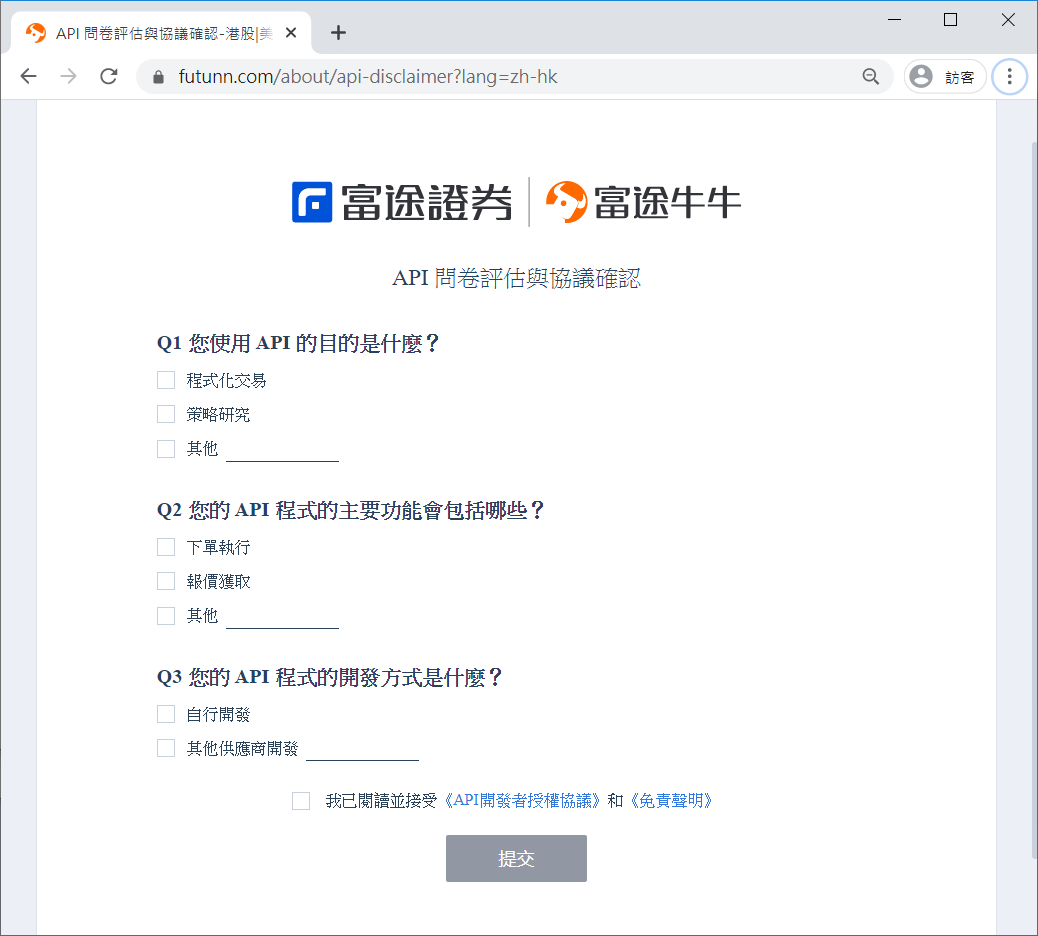 API 問卷評估與協議確認-港股|美
futunn.com/about/api-disclaimer?lang=zh-hk
訪客
富途證券 富途牛牛
API 問卷評估與協議確認
Q1 您使用 API 的目的是什麼？
程式化交易
策略研究
其他
Q2 您的 API 程式的主要功能會包括哪些？
下單執行
報價獲取
其他
Q3 您的 API 程式的開發方式是什麼？
自行開發
其他供應商開發
我已閱讀並接受《API開發者授權協議》和《免責聲明》
提交